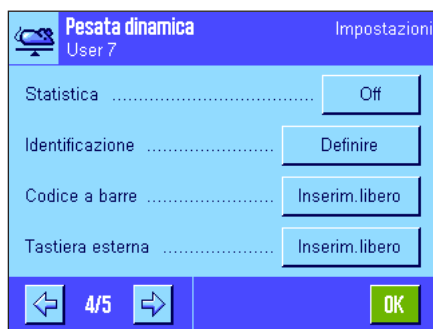 Pesata dinamica Impostazioni
User 7
Statistica ..................................... Off
Identificazione ....................... Definire
Codice a barre ....................... Inserim.libero
Tastiera esterna .................... Inserim.libero
4/5 OK